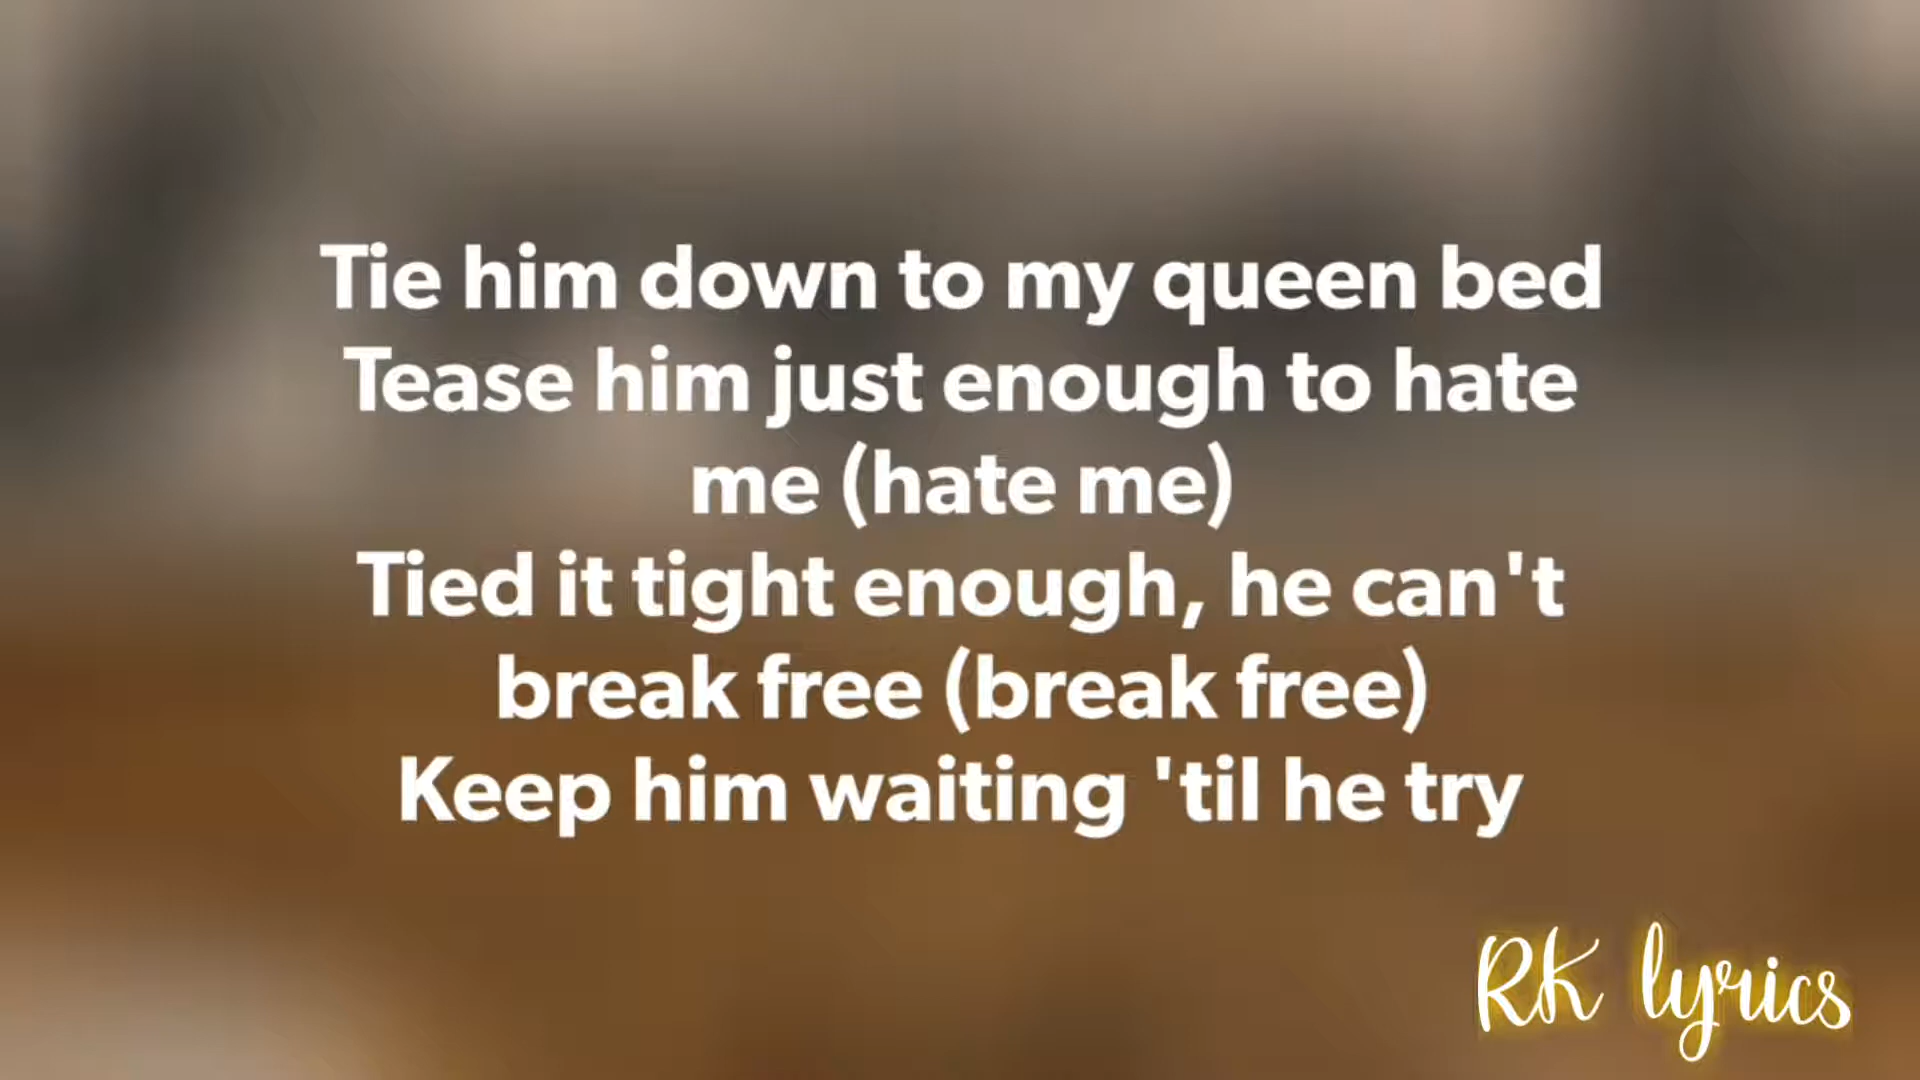 Tie him down to my queen bed
Tease him just enough to hate
me (hate me)
Tied it tight enough, he can't
break free (break free)
Keep him waiting 'til he try
RK lyrics